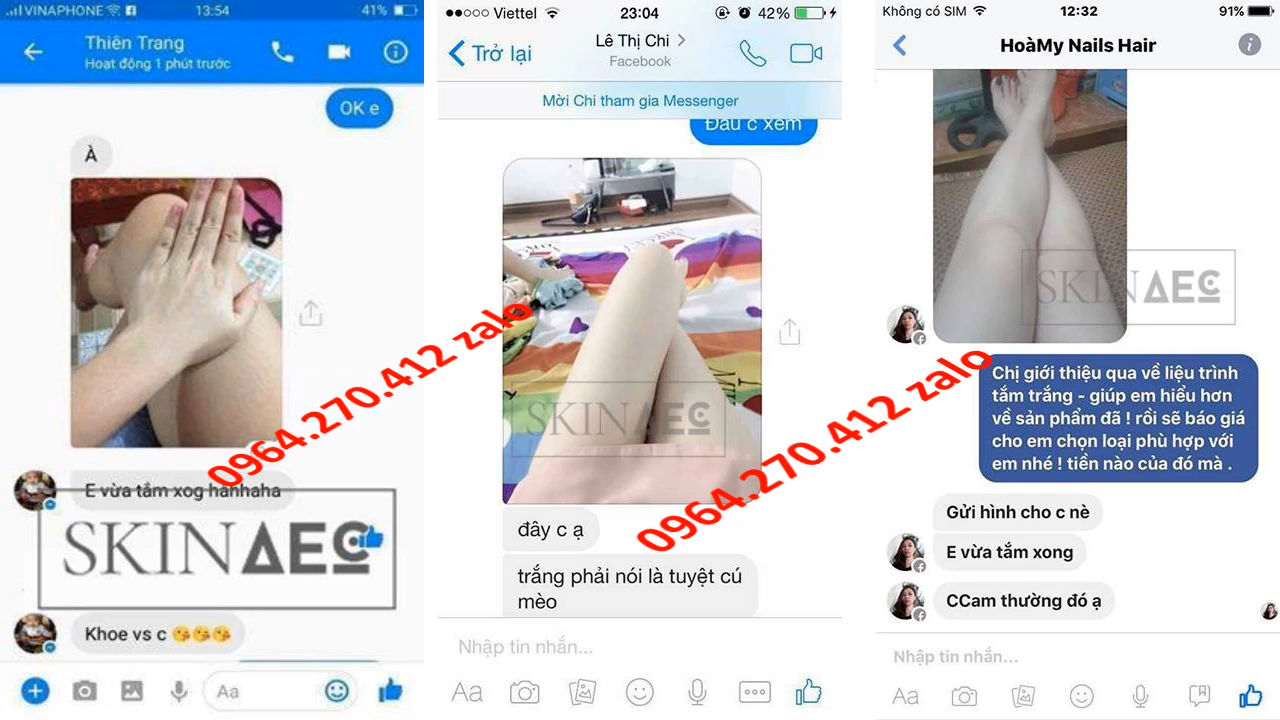 VINAPHONE
13:54
41%
Thiên Trang
Hoạt động 1 phút trước
OK e
À
E vừa tắm xog hahhaha
SKINAEC
Khoe vs c 😘😘😘
Aa
Viettel
23:04
42%
Trở lại
Lê Thị Chi
Facebook
Mời Chi tham gia Messenger
Đâu c xem
SKINAEC
đây c ạ
trắng phải nói là tuyệt cú
mèo
Nhập tin nhắn...
Aa
Không có SIM
12:32
91%
HoàMy Nails Hair
SKINAEC
Chị giới thiệu qua về liệu trình
tắm trắng - giúp em hiểu hơn
về sản phẩm đã ! rồi sẽ báo giá
cho em chọn loại phù hợp với
em nhé ! tiền nào của đó mà .
Gửi hình cho c nè
E vừa tắm xong
CCam thường đó ạ
Nhập tin nhắn...
Aa
0964.270.412 zalo
0964.270.412 zalo